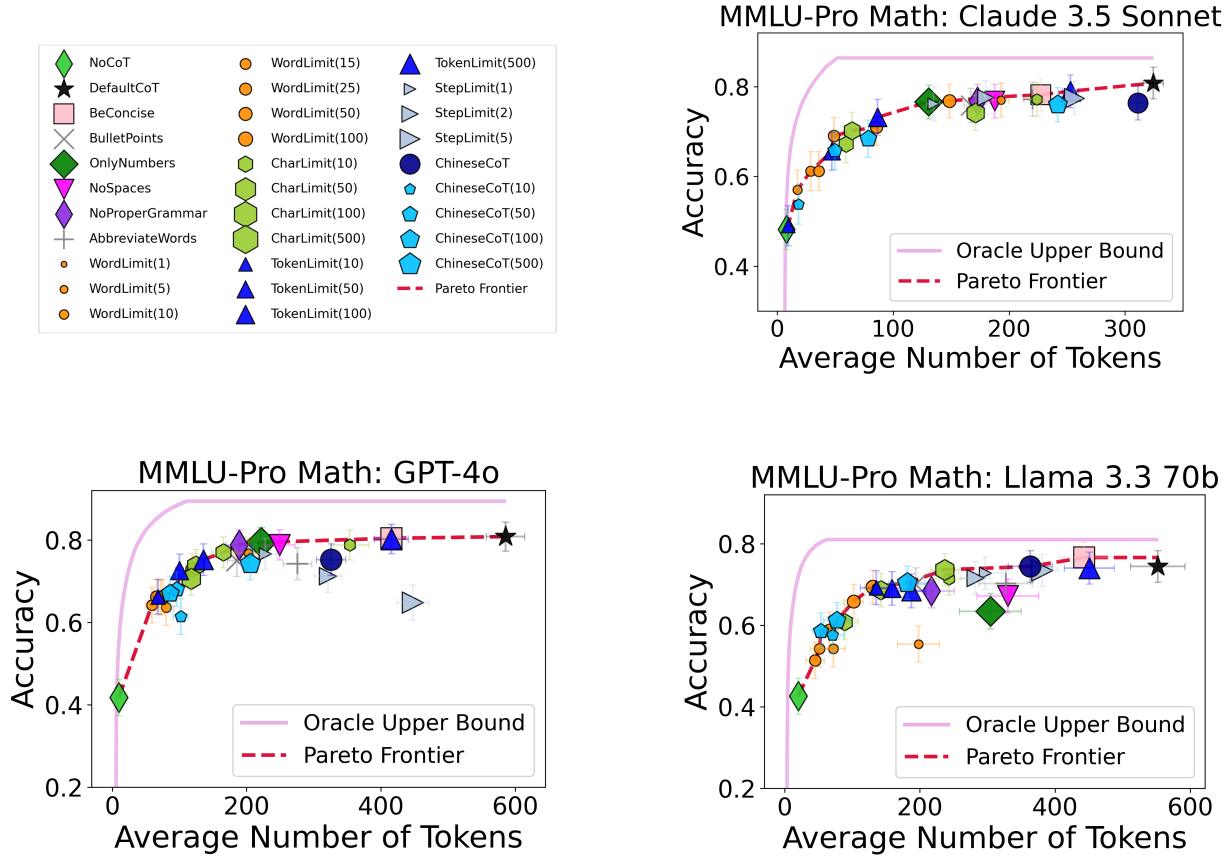 MMLU-Pro Math: Claude 3.5 Sonnet
NoCoT
DefaultCoT
BeConcise
BulletPoints
OnlyNumbers
NoSpaces
NoProperGrammar
AbbreviateWords
WordLimit(1)
WordLimit(5)
WordLimit(10)
WordLimit(15)
WordLimit(25)
WordLimit(50)
WordLimit(100)
CharLimit(10)
CharLimit(50)
CharLimit(100)
CharLimit(500)
TokenLimit(10)
TokenLimit(50)
TokenLimit(100)
TokenLimit(500)
StepLimit(1)
StepLimit(2)
StepLimit(5)
ChineseCoT
ChineseCoT(10)
ChineseCoT(50)
ChineseCoT(100)
ChineseCoT(500)
Pareto Frontier
Accuracy
0.8
0.6
0.4
Oracle Upper Bound
Pareto Frontier
0 100 200 300
Average Number of Tokens
MMLU-Pro Math: GPT-4o
Accuracy
0.8
0.6
0.4
0.2
Oracle Upper Bound
Pareto Frontier
0 200 400 600
Average Number of Tokens
MMLU-Pro Math: Llama 3.3 70b
Accuracy
0.8
0.6
0.4
0.2
Oracle Upper Bound
Pareto Frontier
0 200 400 600
Average Number of Tokens